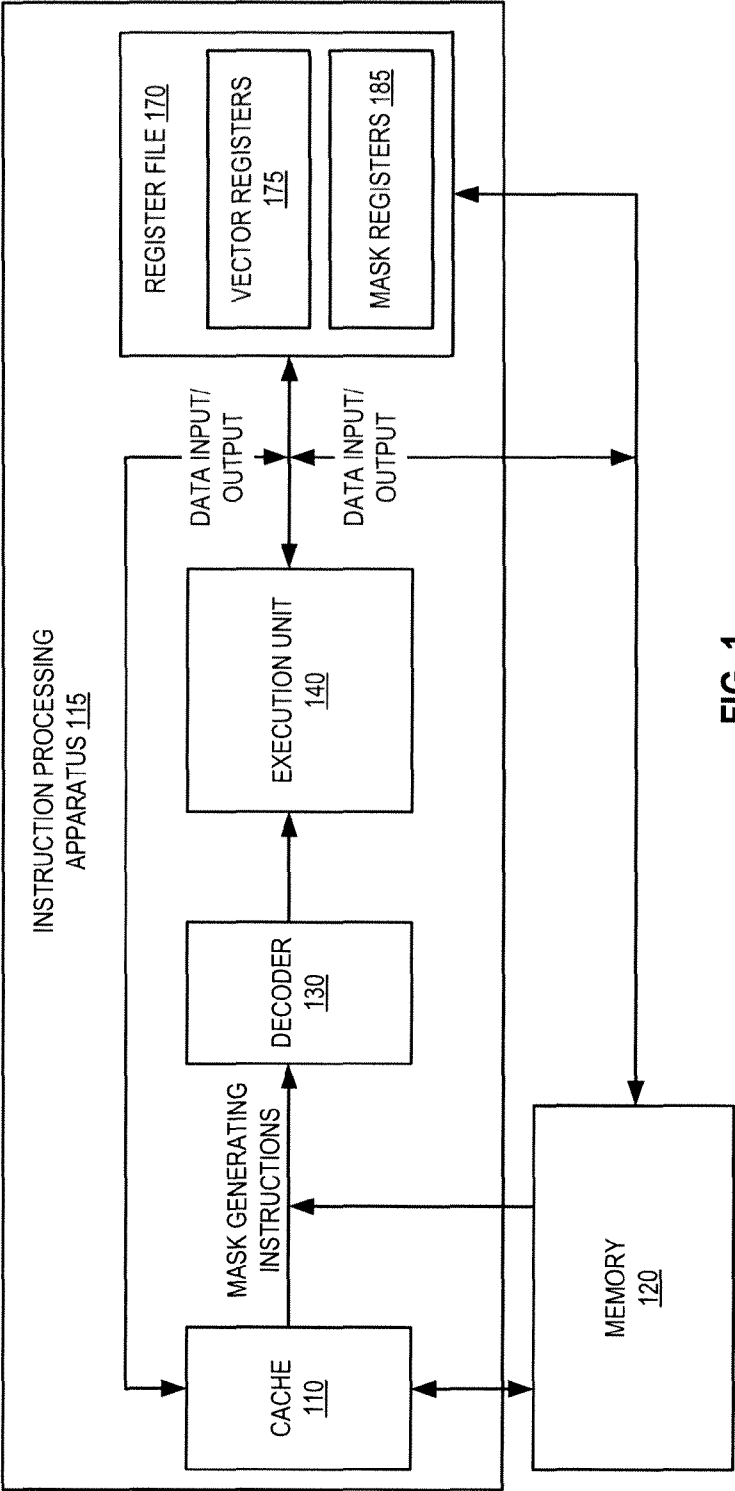 INSTRUCTION PROCESSING
APPARATUS 115
CACHE
110
MASK GENERATING
INSTRUCTIONS
DECODER
130
EXECUTION UNIT
140
DATA INPUT/
OUTPUT
DATA INPUT/
OUTPUT
REGISTER FILE 170
VECTOR REGISTERS
175
MASK REGISTERS 185
MEMORY
120
FIG. 1